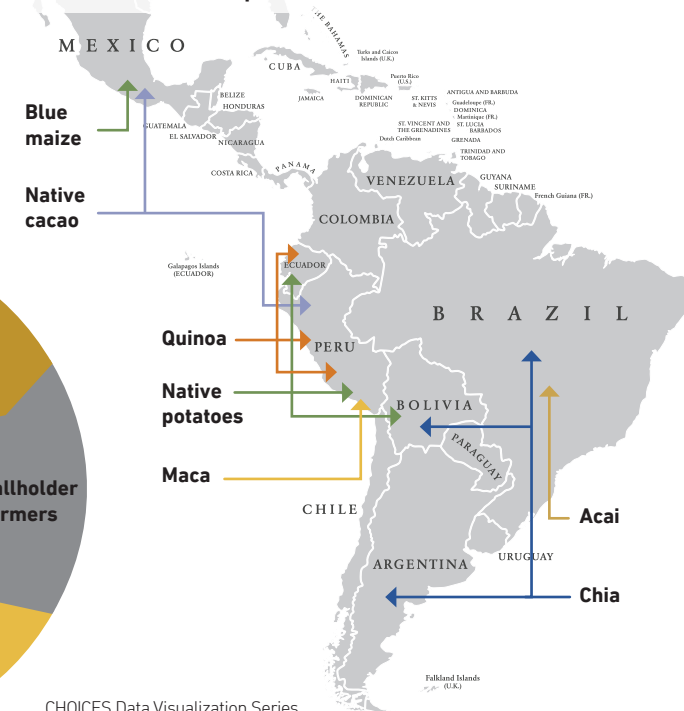 THE BAHAMAS
MEXICO
Turks and Caicos
Islands (U.K.)
CUBA
HAITI
Puerto Rico
(U.S.)
JAMAICA
DOMINICAN
REPUBLIC
ST. KITTS
& NEVIS
ANTIGUA AND BARBUDA
Guadeloupe (FR.)
DOMINICA
Martinique (FR.)
ST. LUCIA
BARBADOS
ST. VINCENT AND
THE GRENADINES
Dutch Caribbean
GRENADA
TRINIDAD AND
TOBAGO
BELIZE
HONDURAS
GUATEMALA
EL SALVADOR
NICARAGUA
COSTA RICA
PANAMA
Blue
maize
Native
cacao
VENEZUELA
GUYANA
SURINAME
French Guiana (FR.)
COLOMBIA
Galapagos Islands
(ECUADOR)
ECUADOR
BRAZIL
Quinoa
PERU
Native
potatoes
BOLIVIA
PARAGUAY
Maca
allholder
rmers
CHILE
Acai
URUGUAY
ARGENTINA
Chia
Falkland Islands
(U.K.)
CHOICES Data Visualization Series